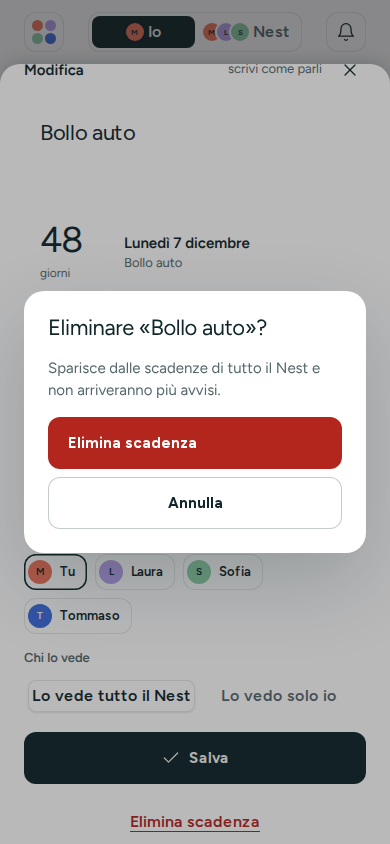 M Io
M L S Nest
Modifica
scrivi come parli
Bollo auto
48
giorni
Lunedì 7 dicembre
Bollo auto
Eliminare «Bollo auto»?
Sparisce dalle scadenze di tutto il Nest e
non arriveranno più avvisi.
Elimina scadenza
Annulla
M Tu
L Laura
S Sofia
T Tommaso
Chi lo vede
Lo vede tutto il Nest
Lo vedo solo io
Salva
Elimina scadenza